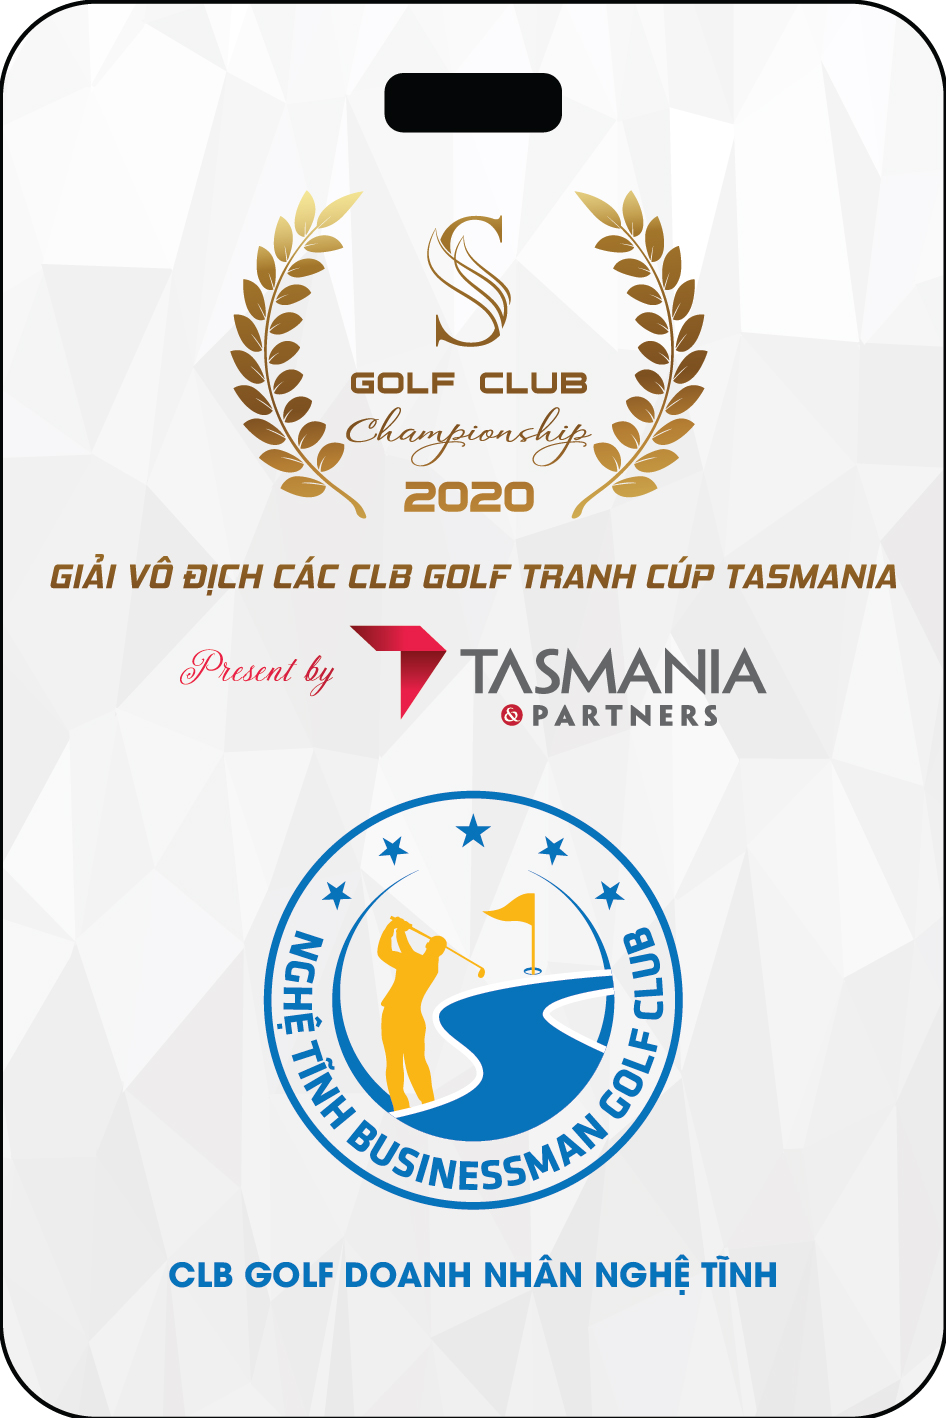 S
GOLF CLUB
Championship
2020
GIẢI VÔ ĐỊCH CÁC CLB GOLF TRANH CÚP TASMANIA
Present by
TASMANIA
& PARTNERS
NGHỆ TĨNH BUSINESSMAN GOLF CLUB
CLB GOLF DOANH NHÂN NGHỆ TĨNH